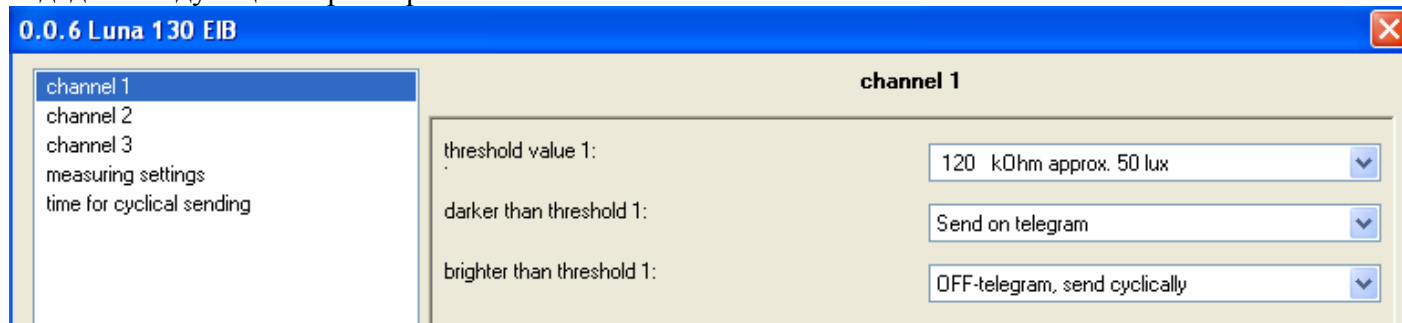 0.0.6 Luna 130 EIB
channel 1
channel 2
channel 3
measuring settings
time for cyclical sending
channel 1
threshold value 1:
120 kOhm approx. 50 lux
darker than threshold 1:
Send on telegram
brighter than threshold 1:
OFF-telegram, send cyclically